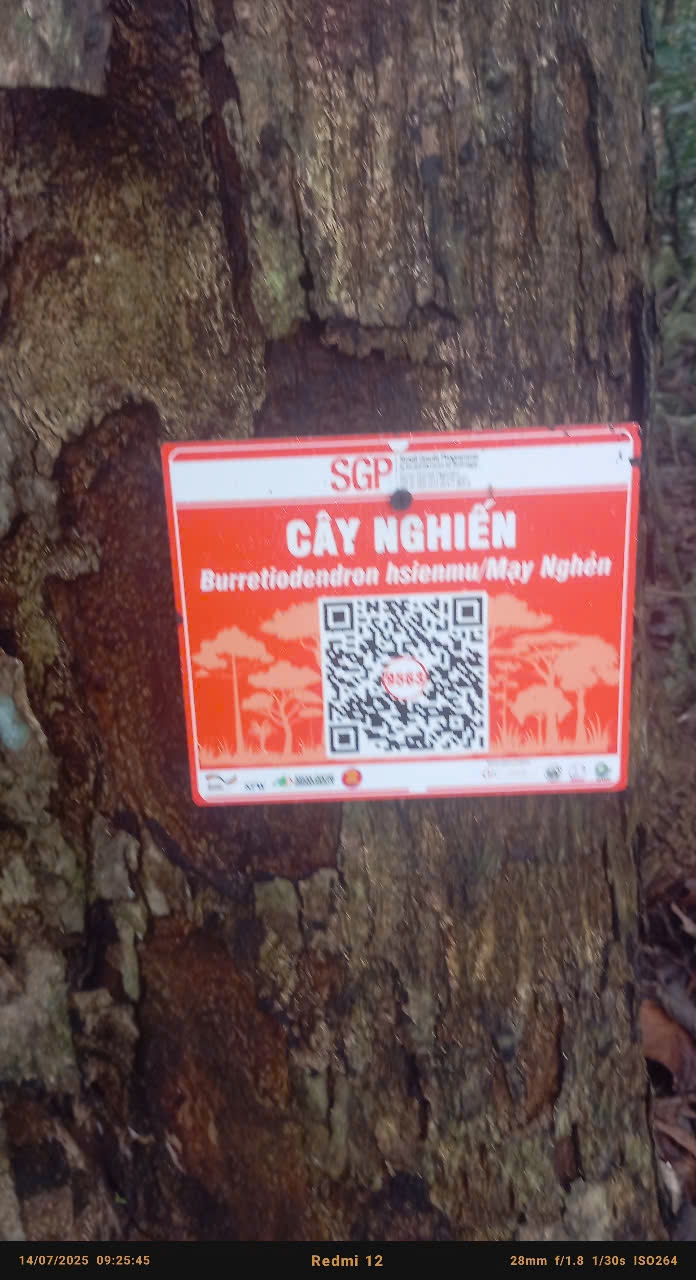 SGP
CÂY NGHIẾN
Burretiodendron hsienmu/Mạy Nghẻn
9563
14/07/2025 09:25:45
Redmi 12
28mm f/1.8 1/30s ISO264